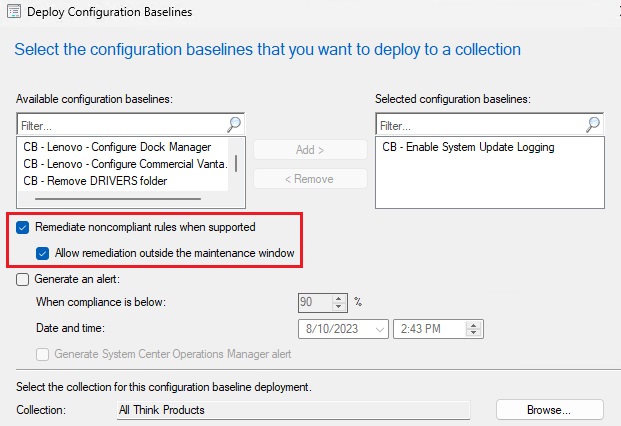 Deploy Configuration Baselines
Select the configuration baselines that you want to deploy to a collection
Available configuration baselines:
Selected configuration baselines:
Filter...
Filter...
CB - Lenovo - Configure Dock Manager
CB - Lenovo - Configure Commercial Vanta.
CB - Remove DRIVERS folder
Add >
< Remove
CB - Enable System Update Logging
Remediate noncompliant rules when supported
Allow remediation outside the maintenance window
Generate an alert:
When compliance is below:
90
%
Date and time:
8/10/2023
2:43 PM
Generate System Center Operations Manager alert
Select the collection for this configuration baseline deployment.
Collection:
All Think Products
Browse...